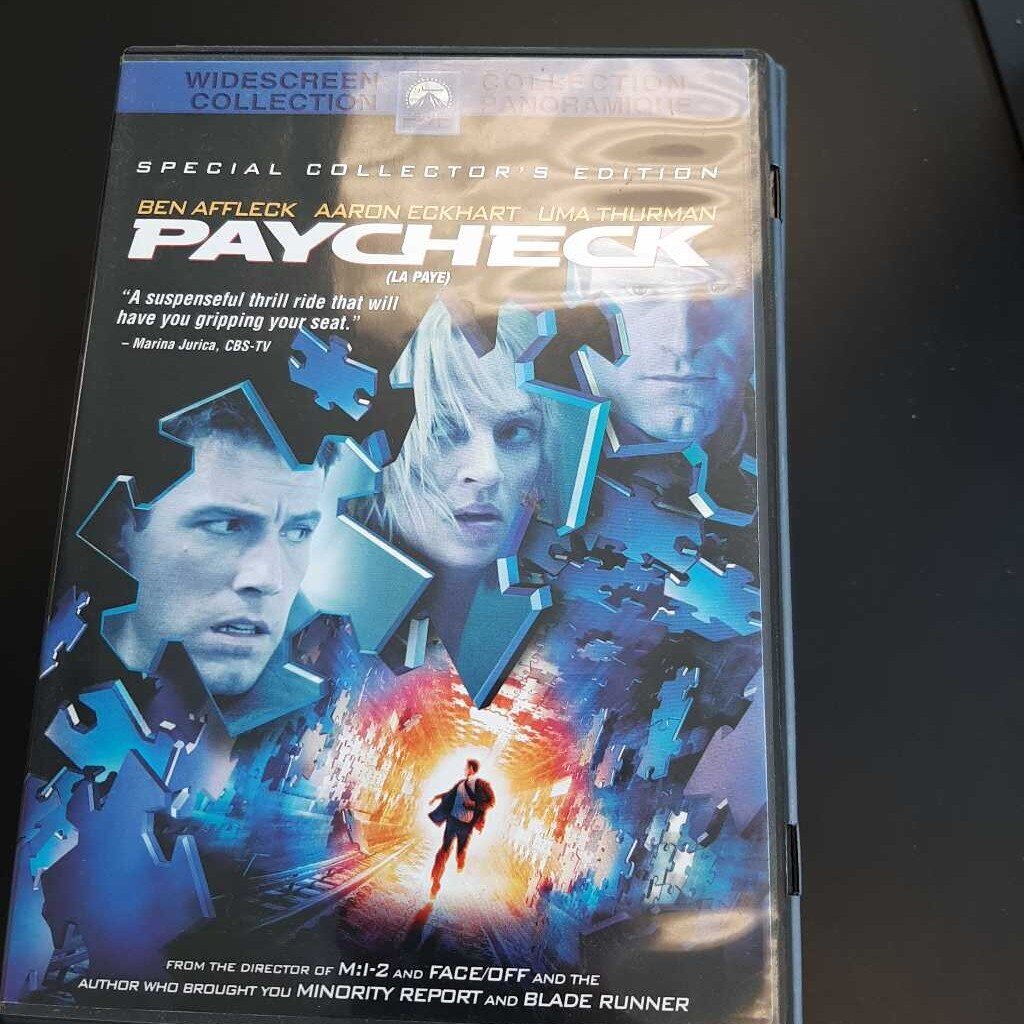 WIDESCREEN
COLLECTION
COLLECTION
PANORAMIQUE
SPECIAL COLLECTOR'S EDITION
BEN AFFLECK AARON ECKHART UMA THURMAN
PAYCHECK
(LA PAYE)
"A suspenseful thrill ride that will
have you gripping your seat."
– Marina Jurica, CBS-TV
FROM THE DIRECTOR OF M:I-2 AND FACE/OFF AND THE
AUTHOR WHO BROUGHT YOU MINORITY REPORT AND BLADE RUNNER